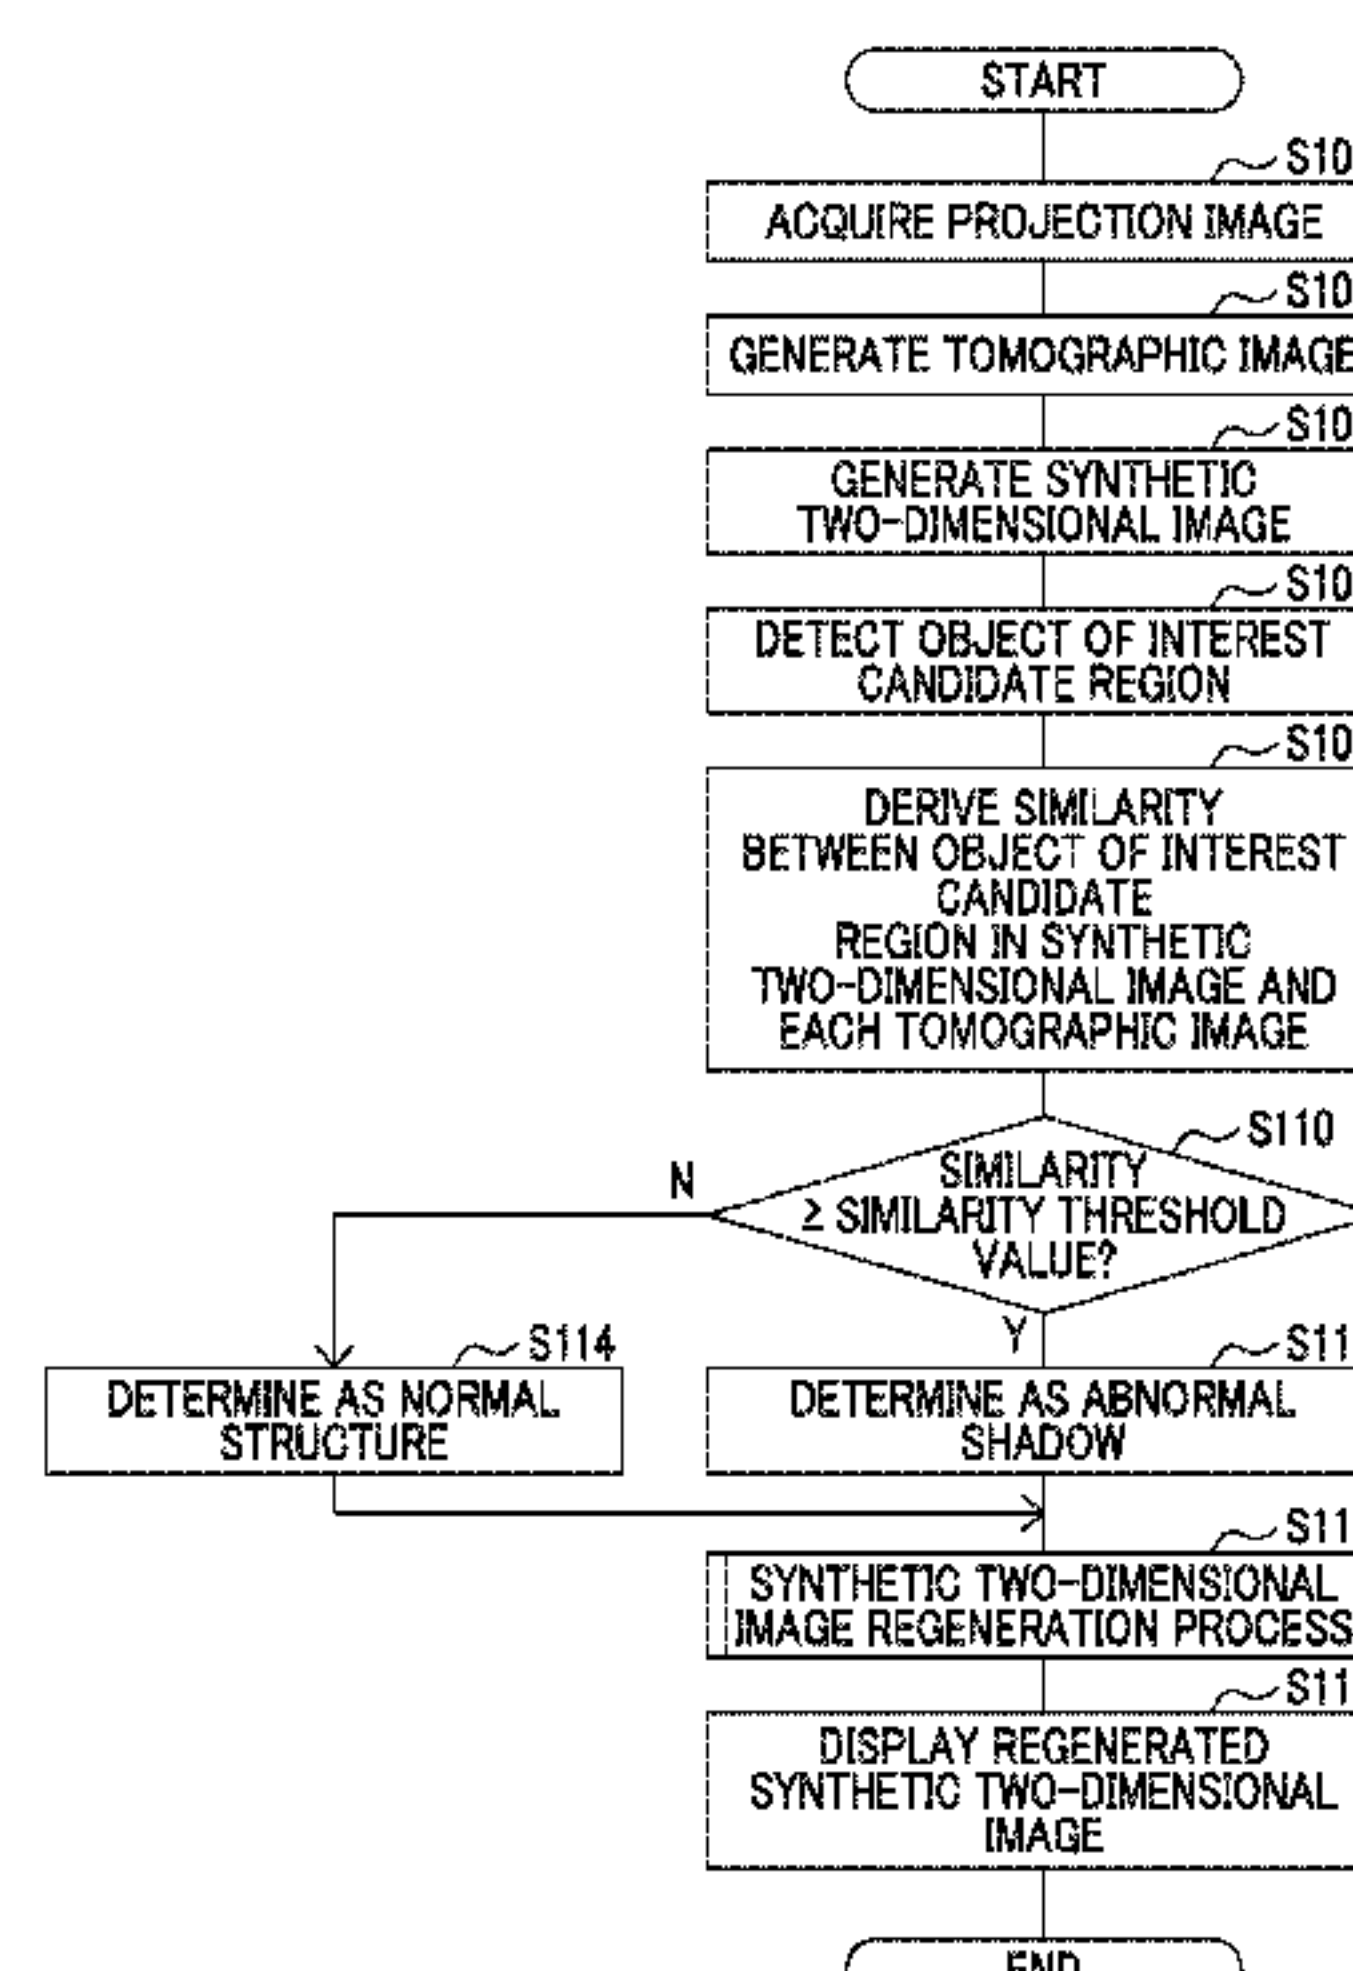 START
S10
ACQUIRE PROJECTION IMAGE
S10
GENERATE TOMOGRAPHIC IMAGE
S10
GENERATE SYNTHETIC
TWO-DIMENSIONAL IMAGE
S10
DETECT OBJECT OF INTEREST
CANDIDATE REGION
S10
DERIVE SIMILARITY
BETWEEN OBJECT OF INTEREST
CANDIDATE
REGION IN SYNTHETIC
TWO-DIMENSIONAL IMAGE AND
EACH TOMOGRAPHIC IMAGE
S110
N
SIMILARITY
≥ SIMILARITY THRESHOLD
VALUE?
Y
S114
DETERMINE AS NORMAL
STRUCTURE
S11
DETERMINE AS ABNORMAL
SHADOW
S11
SYNTHETIC TWO-DIMENSIONAL
IMAGE REGENERATION PROCESS
S11
DISPLAY REGENERATED
SYNTHETIC TWO-DIMENSIONAL
IMAGE
END